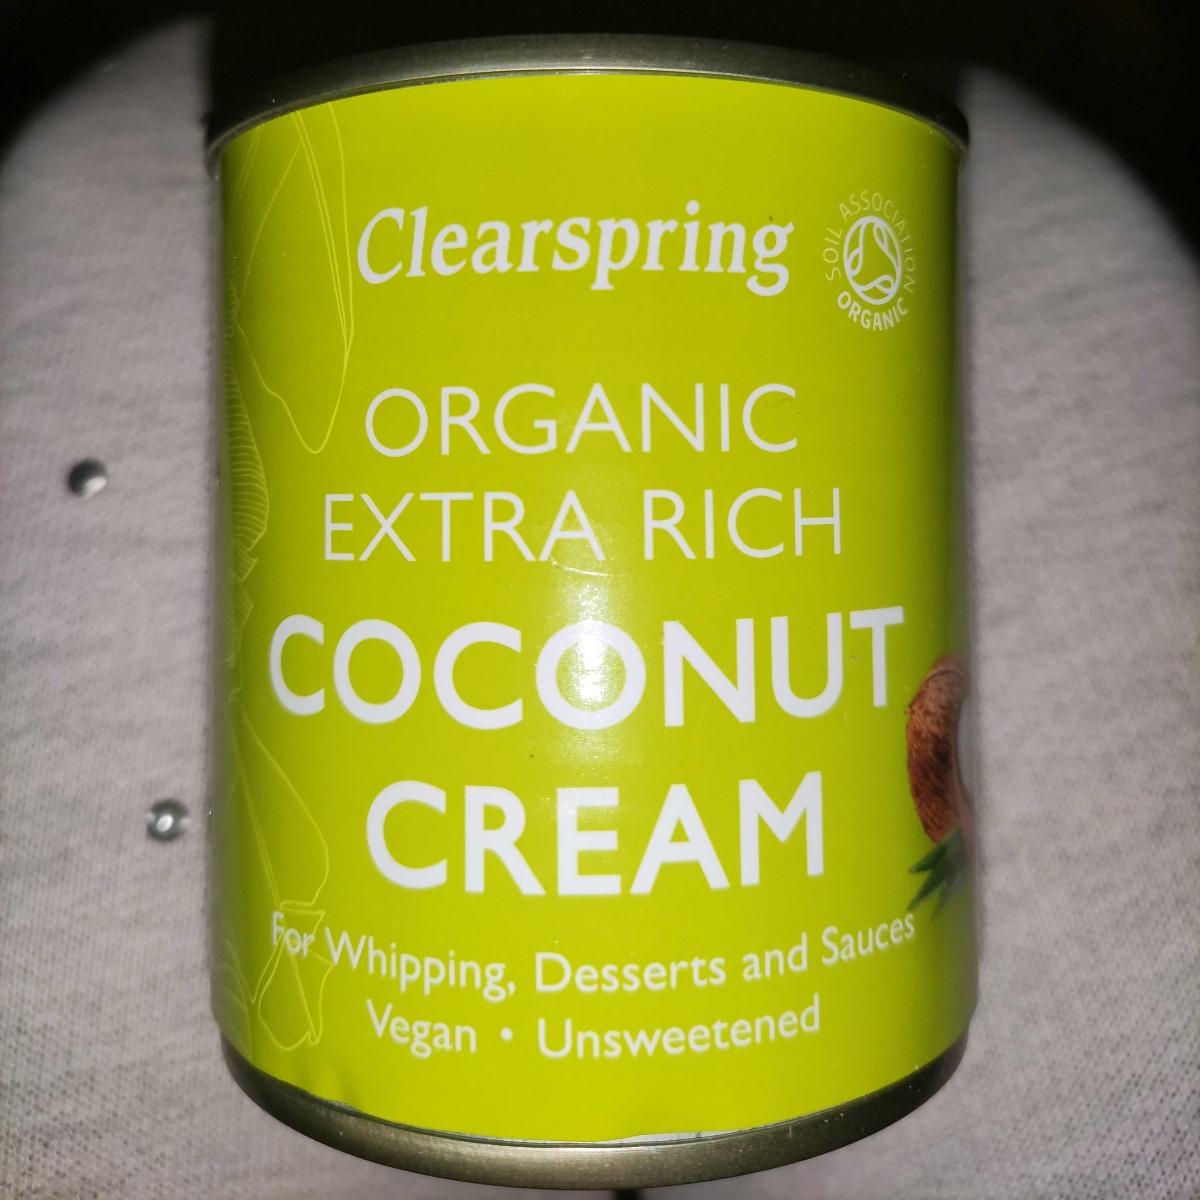 Clearspring
SOIL ASSOCIATION
ORGANIC
ORGANIC
EXTRA RICH
COCONUT
CREAM
For Whipping, Desserts and Sauces
Vegan • Unsweetened